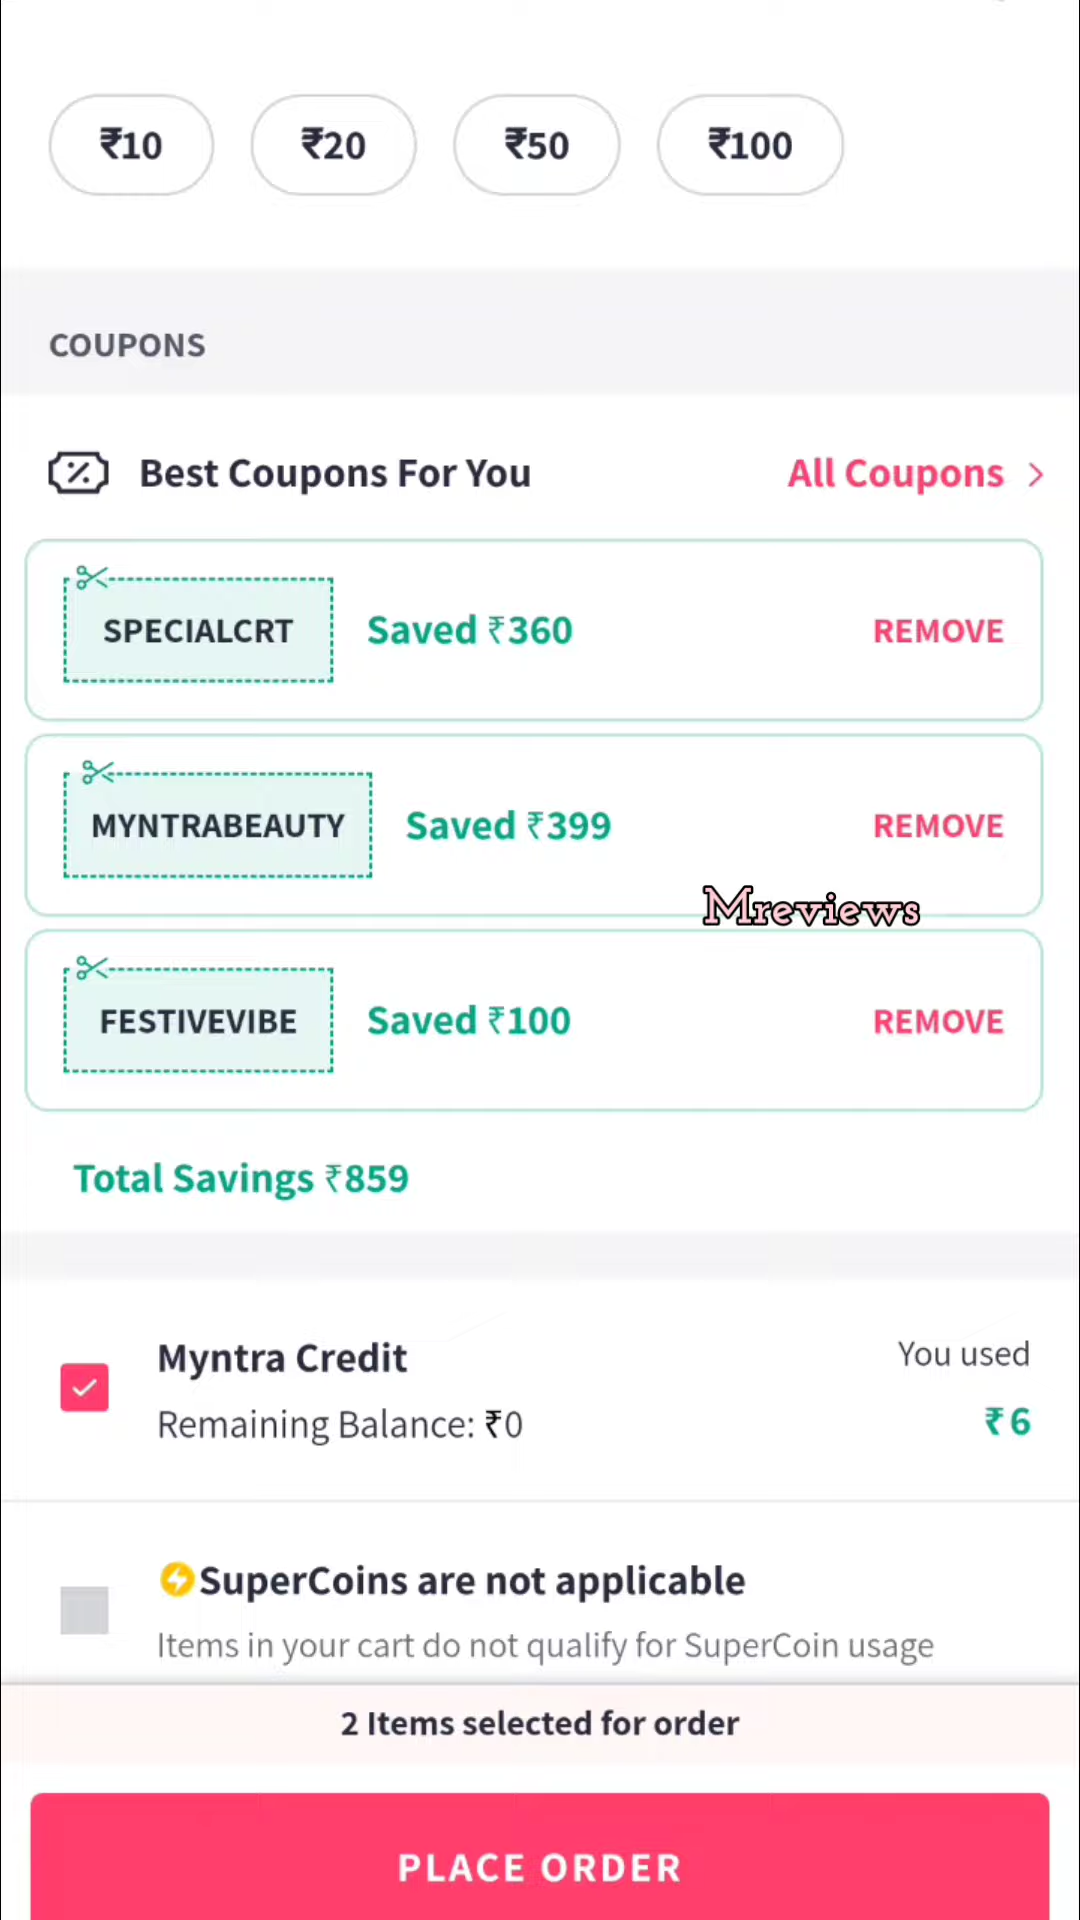 ₹10 ₹20 ₹50 ₹100
COUPONS
Best Coupons For You All Coupons
SPECIALCRT Saved ₹360 REMOVE
MYNTRABEAUTY Saved ₹399 REMOVE
Mreviews
FESTIVEVIBE Saved ₹100 REMOVE
Total Savings ₹859
Myntra Credit You used
Remaining Balance: ₹0 ₹6
SuperCoins are not applicable
Items in your cart do not qualify for SuperCoin usage
2 Items selected for order
PLACE ORDER